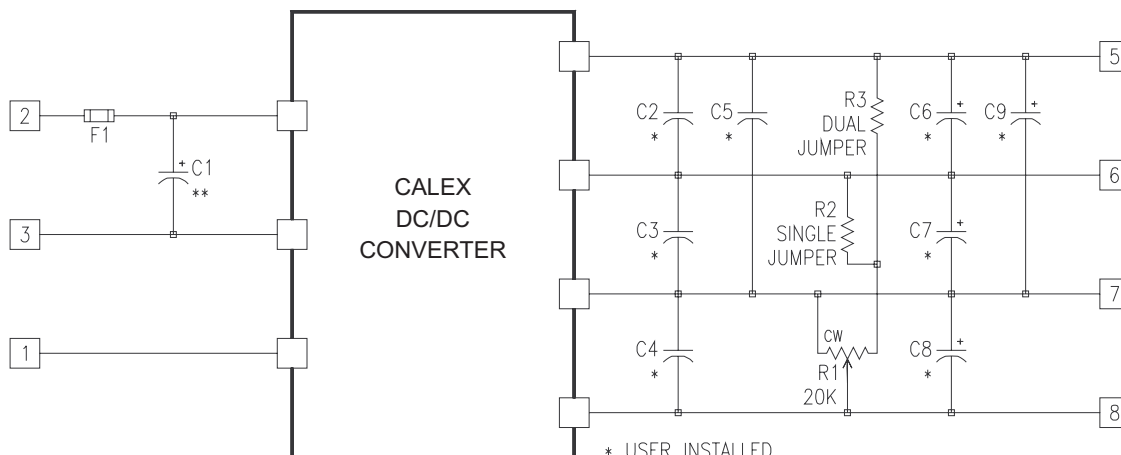 2
F1
+
C1
**
3
1
CALEX
DC/DC
CONVERTER
C2
*
C5
*
R3
DUAL
JUMPER
C6
+
*
C9
+
*
5
6
C3
*
R2
SINGLE
JUMPER
C7
+
*
7
C4
*
CW
R1
20K
C8
+
*
8
* USER INSTALLED